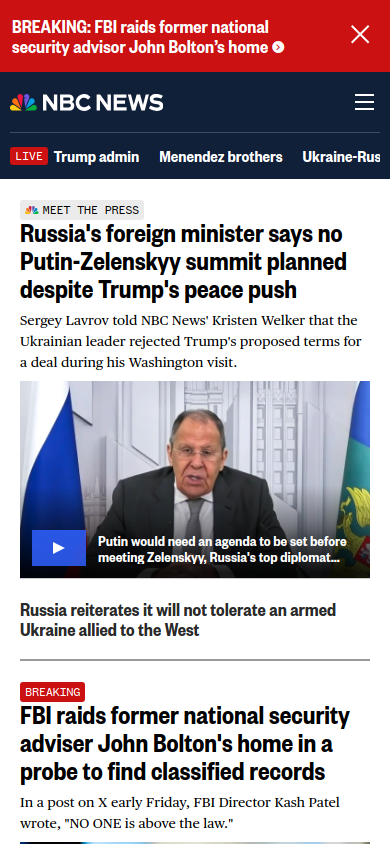 BREAKING: FBI raids former national
security advisor John Bolton’s home
NBC NEWS
LIVE Trump admin Menendez brothers Ukraine-Rus
MEET THE PRESS
Russia's foreign minister says no
Putin-Zelenskyy summit planned
despite Trump's peace push
Sergey Lavrov told NBC News' Kristen Welker that the
Ukrainian leader rejected Trump's proposed terms for
a deal during his Washington visit.
Putin would need an agenda to be set before
meeting Zelenskyy, Russia's top diplomat...
Russia reiterates it will not tolerate an armed
Ukraine allied to the West
BREAKING
FBI raids former national security
adviser John Bolton's home in a
probe to find classified records
In a post on X early Friday, FBI Director Kash Patel
wrote, "NO ONE is above the law."